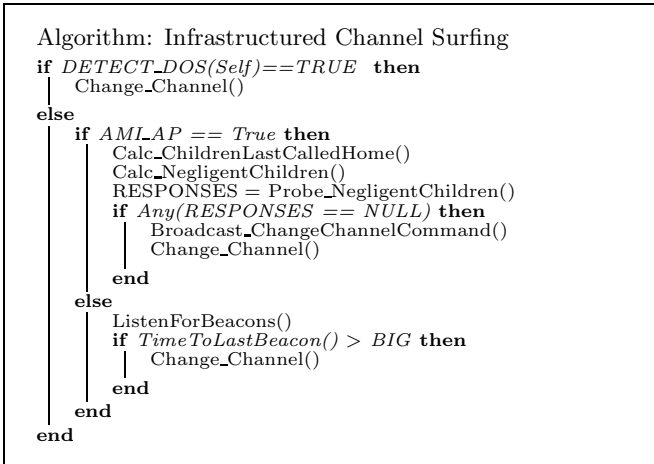 Algorithm: Infrastructured Channel Surfing
if DETECT_DOS(Self)==TRUE then
Change_Channel()
else
if AMI_AP == True then
Calc_ChildrenLastCalledHome()
Calc_NegligentChildren()
RESPONSES = Probe_NegligentChildren()
if Any(RESPONSES == NULL) then
Broadcast_ChangeChannelCommand()
Change_Channel()
end
else
ListenForBeacons()
if TimeToLastBeacon() > BIG then
Change_Channel()
end
end
end